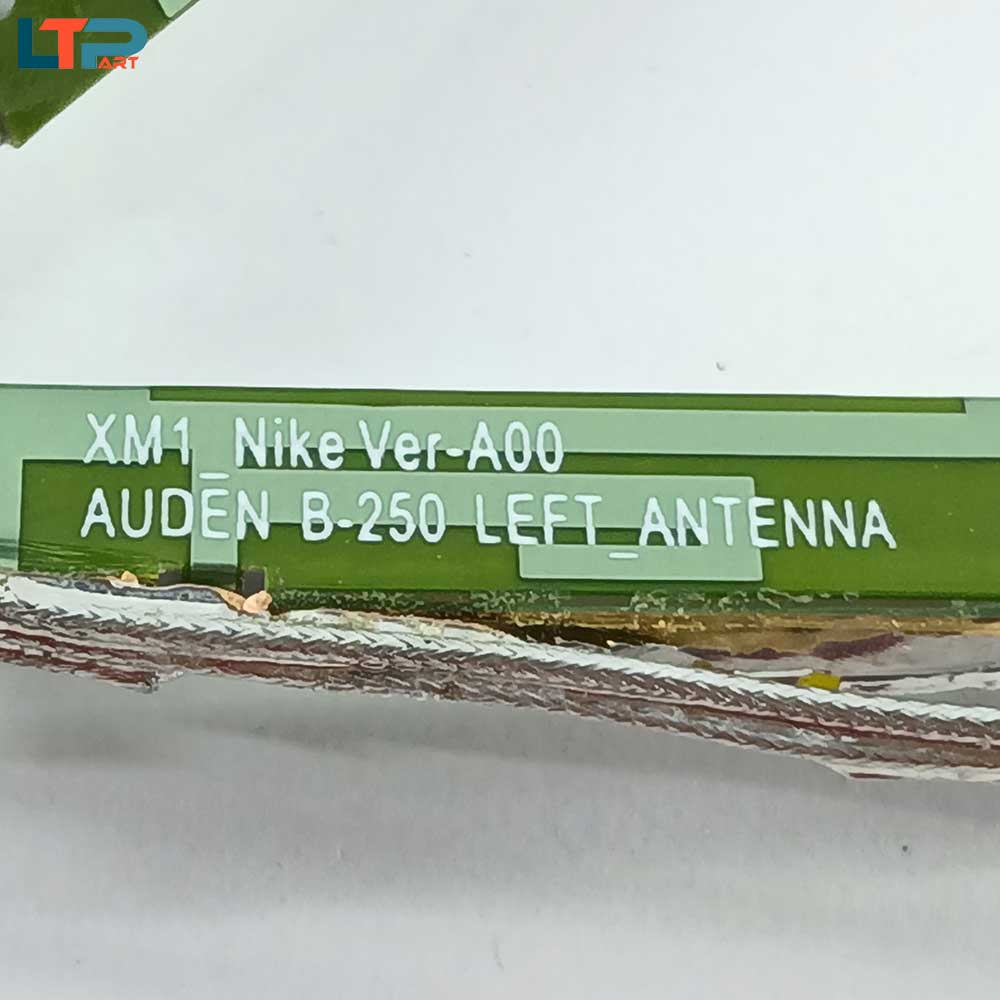 LTPART
XM1_Nike Ver-A00
AUDEN B-250 LEFT_ANTENNA